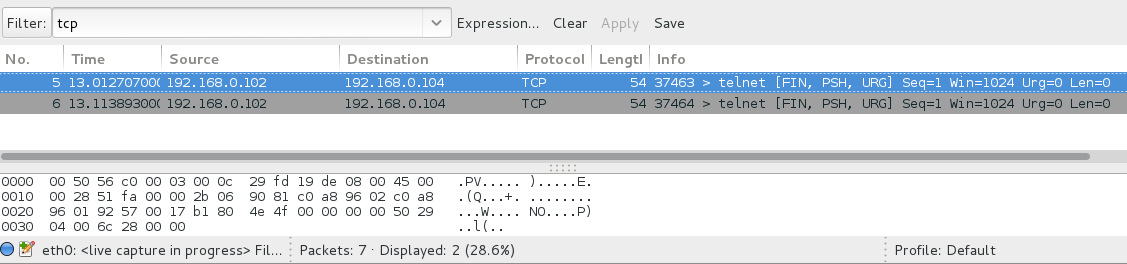 Filter: tcp Expression... Clear Apply Save
No. Time Source Destination Protocol Lengtl Info
5 13.012707000 192.168.0.102 192.168.0.104 TCP 54 37463 > telnet [FIN, PSH, URG] Seq=1 Win=1024 Urg=0 Len=0
6 13.113893000 192.168.0.102 192.168.0.104 TCP 54 37464 > telnet [FIN, PSH, URG] Seq=1 Win=1024 Urg=0 Len=0
0000 00 50 56 c0 00 03 00 0c 29 fd 19 de 08 00 45 00 .PV..... ).....E.
0010 00 28 51 fa 00 00 2b 06 90 81 c0 a8 96 02 c0 a8 .(Q...+. ........
0020 96 01 92 57 00 17 b1 80 4e 4f 00 00 00 00 50 29 ...W.... NO....P)
0030 04 00 6c 28 00 00 ..l(..
eth0: <live capture in progress> Fil... Packets: 7 · Displayed: 2 (28.6%) Profile: Default